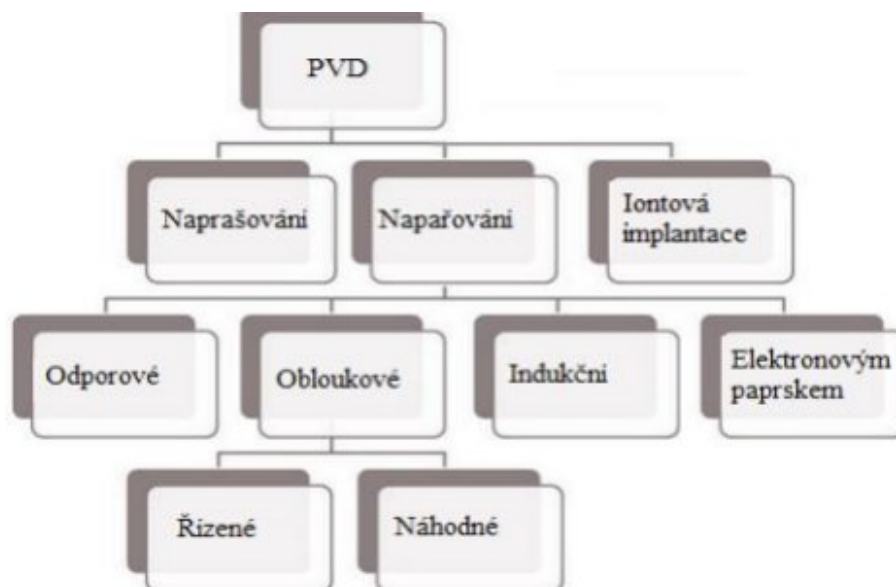 PVD
Naprašování
Napařování
Iontová
implantace
Odporové
Obloukové
Indukční
Elektronovým
paprskem
Řízené
Náhodné